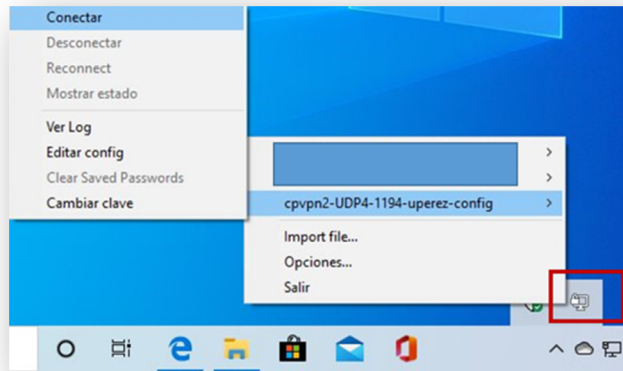 Conectar
Desconectar
Reconnect
Mostrar estado
Ver Log
Editar config
Clear Saved Passwords
Cambiar clave
cpvpn2-UDP4-1194-uperez-config
Import file...
Opciones...
Salir